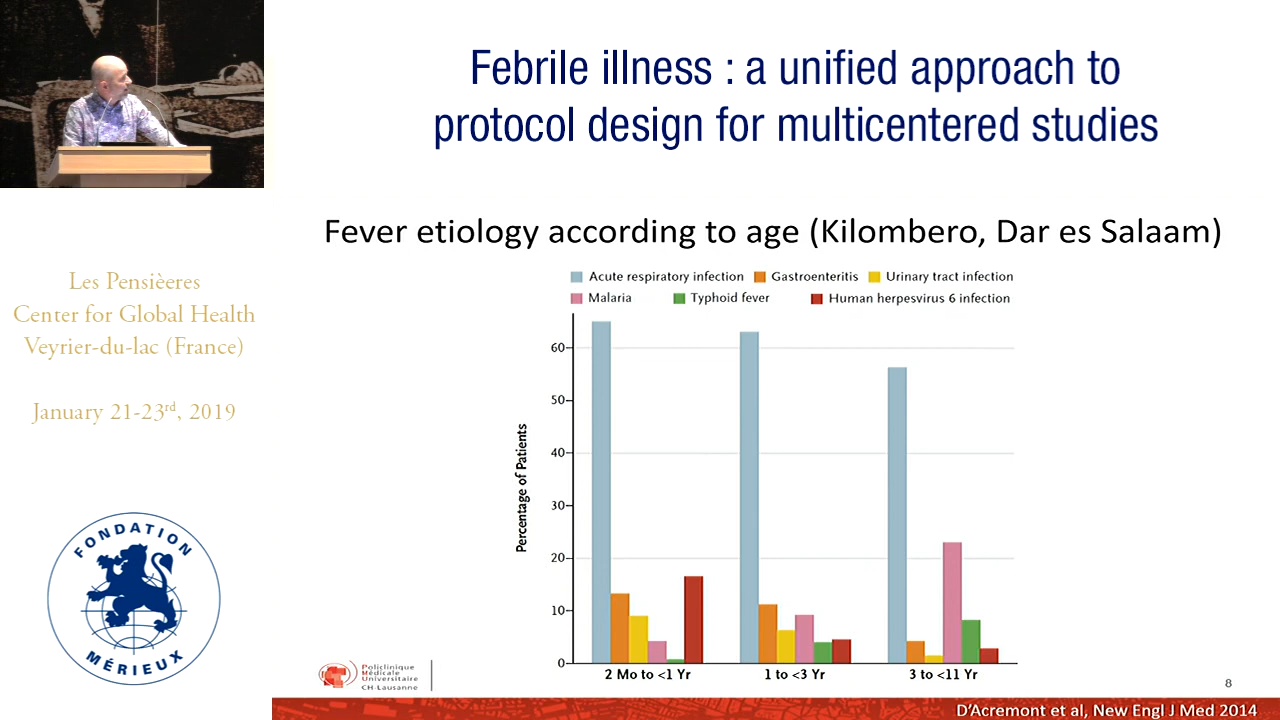 Febrile illness : a unified approach to
protocol design for multicentered studies
Les Pensièeres
Center for Global Health
Veyrier-du-lac (France)
January 21-23rd, 2019
FONDATION
MÉRIEUX
Fever etiology according to age (Kilombero, Dar es Salaam)
Acute respiratory infection Gastroenteritis Urinary tract infection
Malaria Typhoid fever Human herpesvirus 6 infection
Percentage of Patients
60
50
40
30
20
10
0
2 Mo to <1 Yr 1 to <3 Yr 3 to <11 Yr
Policlinique
Médicale
Universitaire
CH-Lausanne
8
D'Acremont et al, New Engl J Med 2014